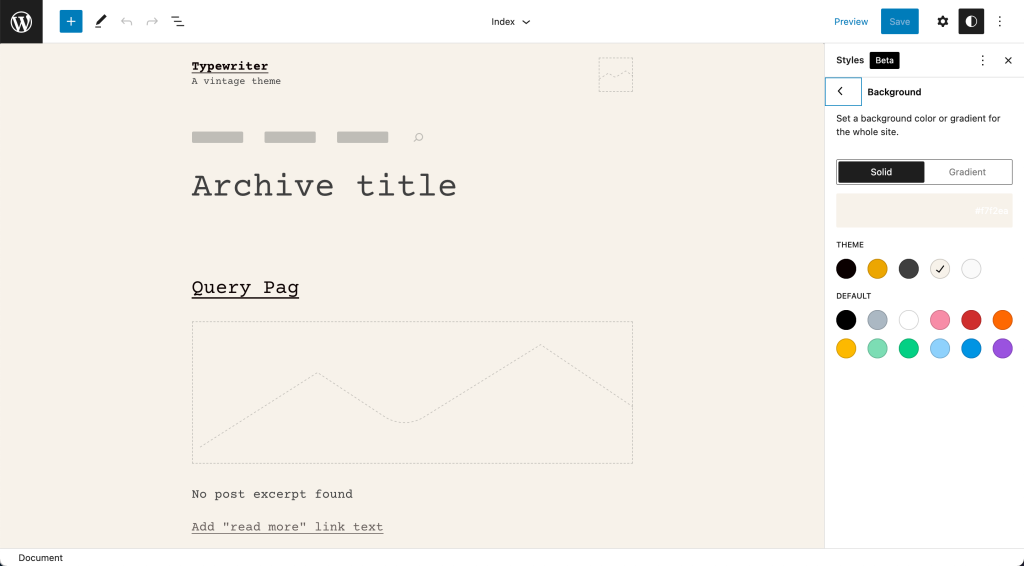 Index
Preview
Save
Typewriter
A vintage theme
Archive title
Query Pag
No post excerpt found
Add "read more" link text
Styles
Beta
Background
Set a background color or gradient for
the whole site.
Solid
Gradient
THEME
DEFAULT
Document